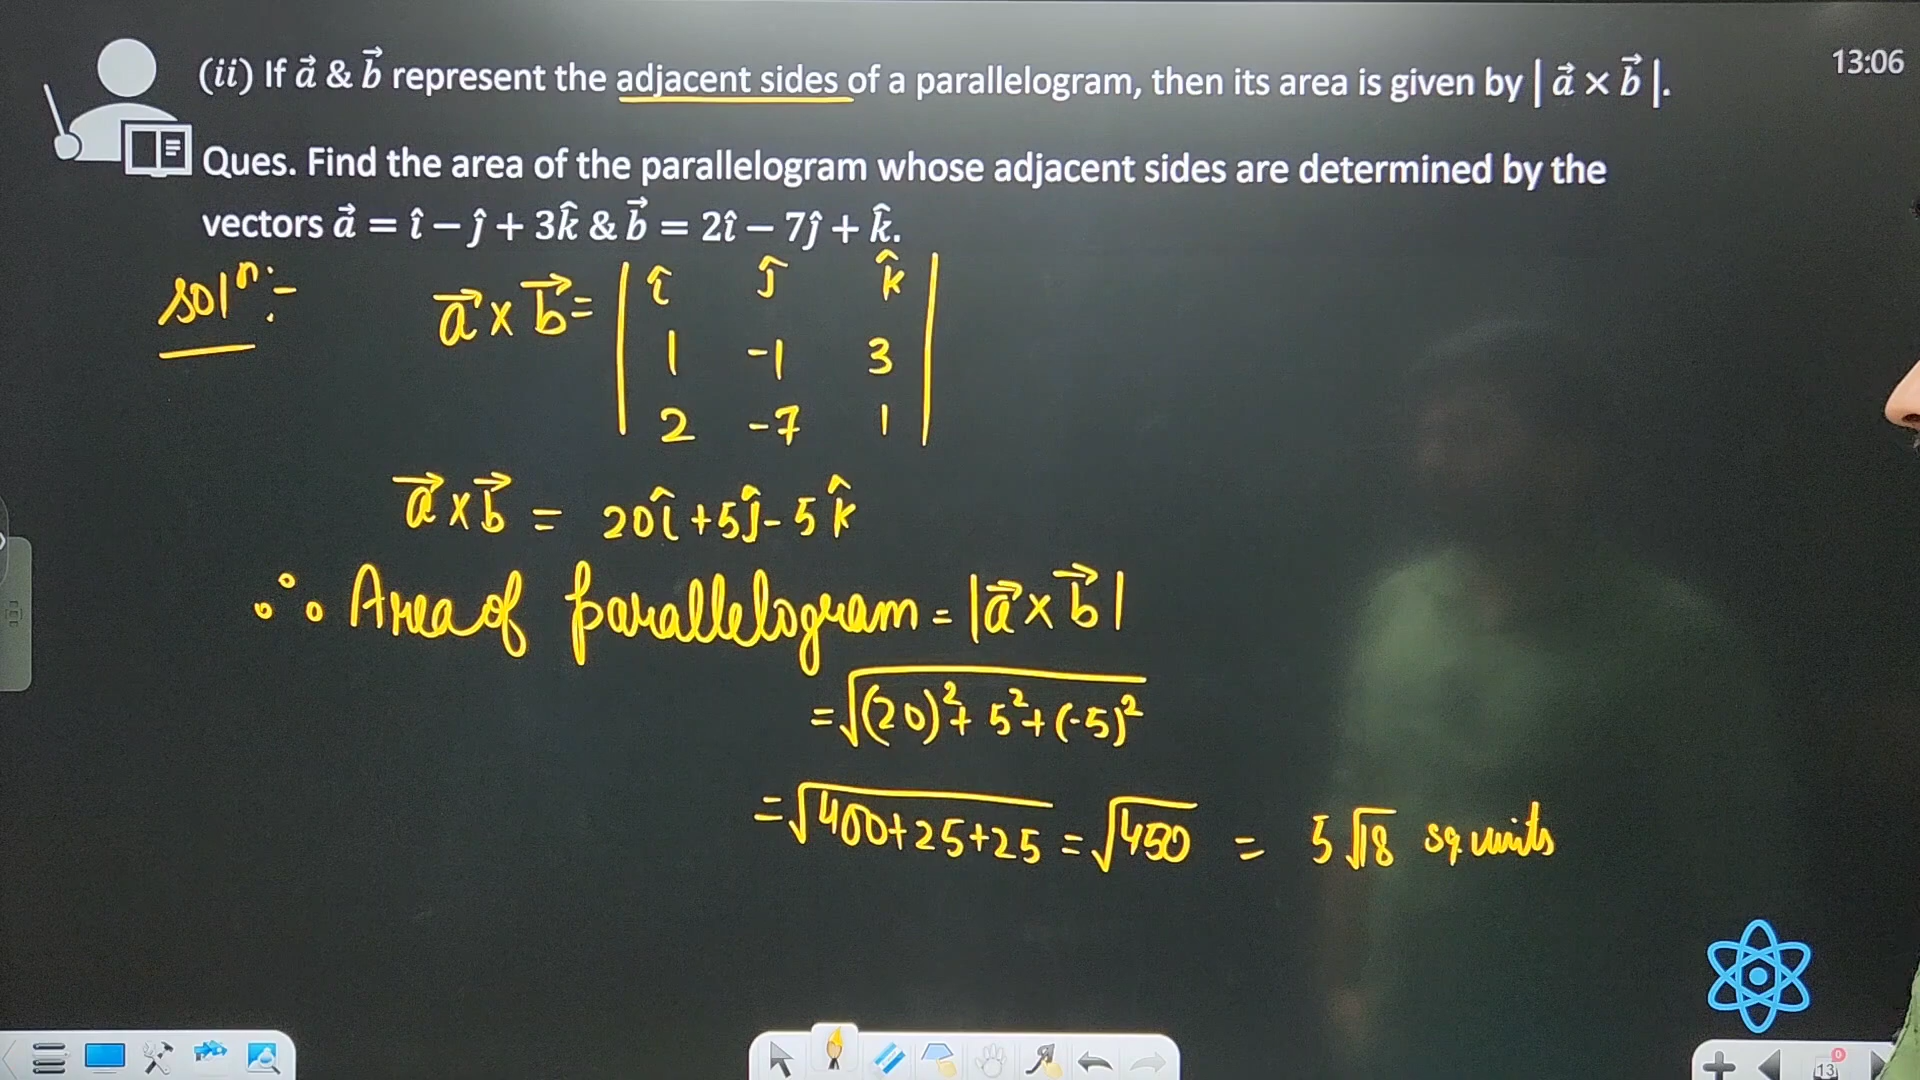 13:06
(ii) If a⃗ & b⃗ represent the adjacent sides of a parallelogram, then its area is given by | a⃗ × b⃗ |.
Ques. Find the area of the parallelogram whose adjacent sides are determined by the
vectors a⃗ = î − ĵ + 3k̂ & b⃗ = 2î − 7ĵ + k̂.
Solⁿ:-
a⃗ × b⃗ = | î ĵ k̂ |
1 -1 3
2 -7 1
a⃗ × b⃗ = 20î + 5ĵ - 5k̂
∴ Area of parallelogram = |a⃗ × b⃗|
= √((20)² + 5² + (-5)²)
= √(400+25+25) = √450 = 5√18 sq units
13
0